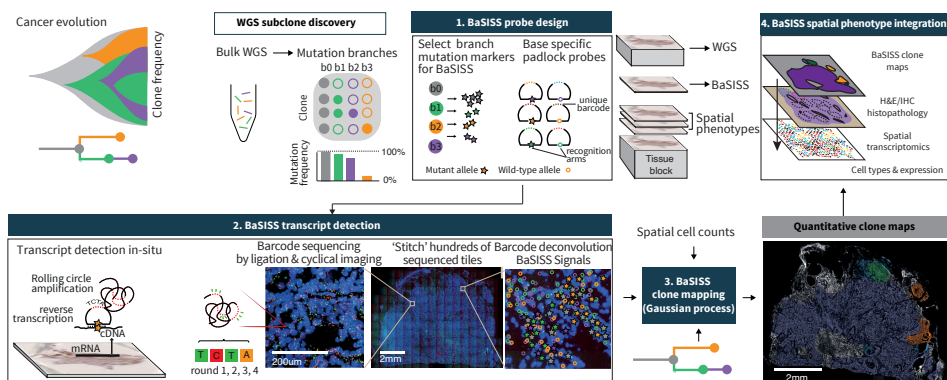 Cancer evolution
Clone frequency
WGS subclone discovery
Bulk WGS
Mutation branches
b0 b1 b2 b3
Clone
Mutation
frequency
100%
0%
1. BaSISS probe design
Select branch
mutation markers
for BaSISS
b0
b1
b2
b3
Base specific
padlock probes
unique
barcode
recognition
arms
Mutant allele
Wild-type allele
WGS
BaSISS
Spatial
phenotypes
Tissue
block
4. BaSISS spatial phenotype integration
BaSISS clone
maps
H&E/IHC
histopathology
Spatial
transcriptomics
Cell types & expression
2. BaSISS transcript detection
Transcript detection in-situ
Rolling circle
amplification
TCTA
reverse
transcription
cDNA
mRNA
Barcode sequencing
by ligation & cyclical imaging
T C T A
round 1, 2, 3, 4
200um
'Stitch' hundreds of
sequenced tiles
2mm
Barcode deconvolution
BaSISS Signals
Spatial cell counts
3. BaSISS
clone mapping
(Gaussian process)
Quantitative clone maps
2mm